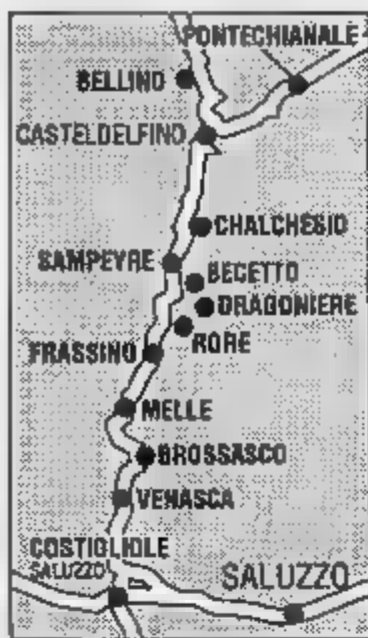 PONTECHIANALE
BELLINO
CASTELDELFINO
CHALCHESIO
SAMPEYRE
BECETTO
DRAGONIERE
RORE
FRASSINO
MELLE
BROSSASCO
VENASCA
COSTIGLIOLE
SALUZZO
SALUZZO